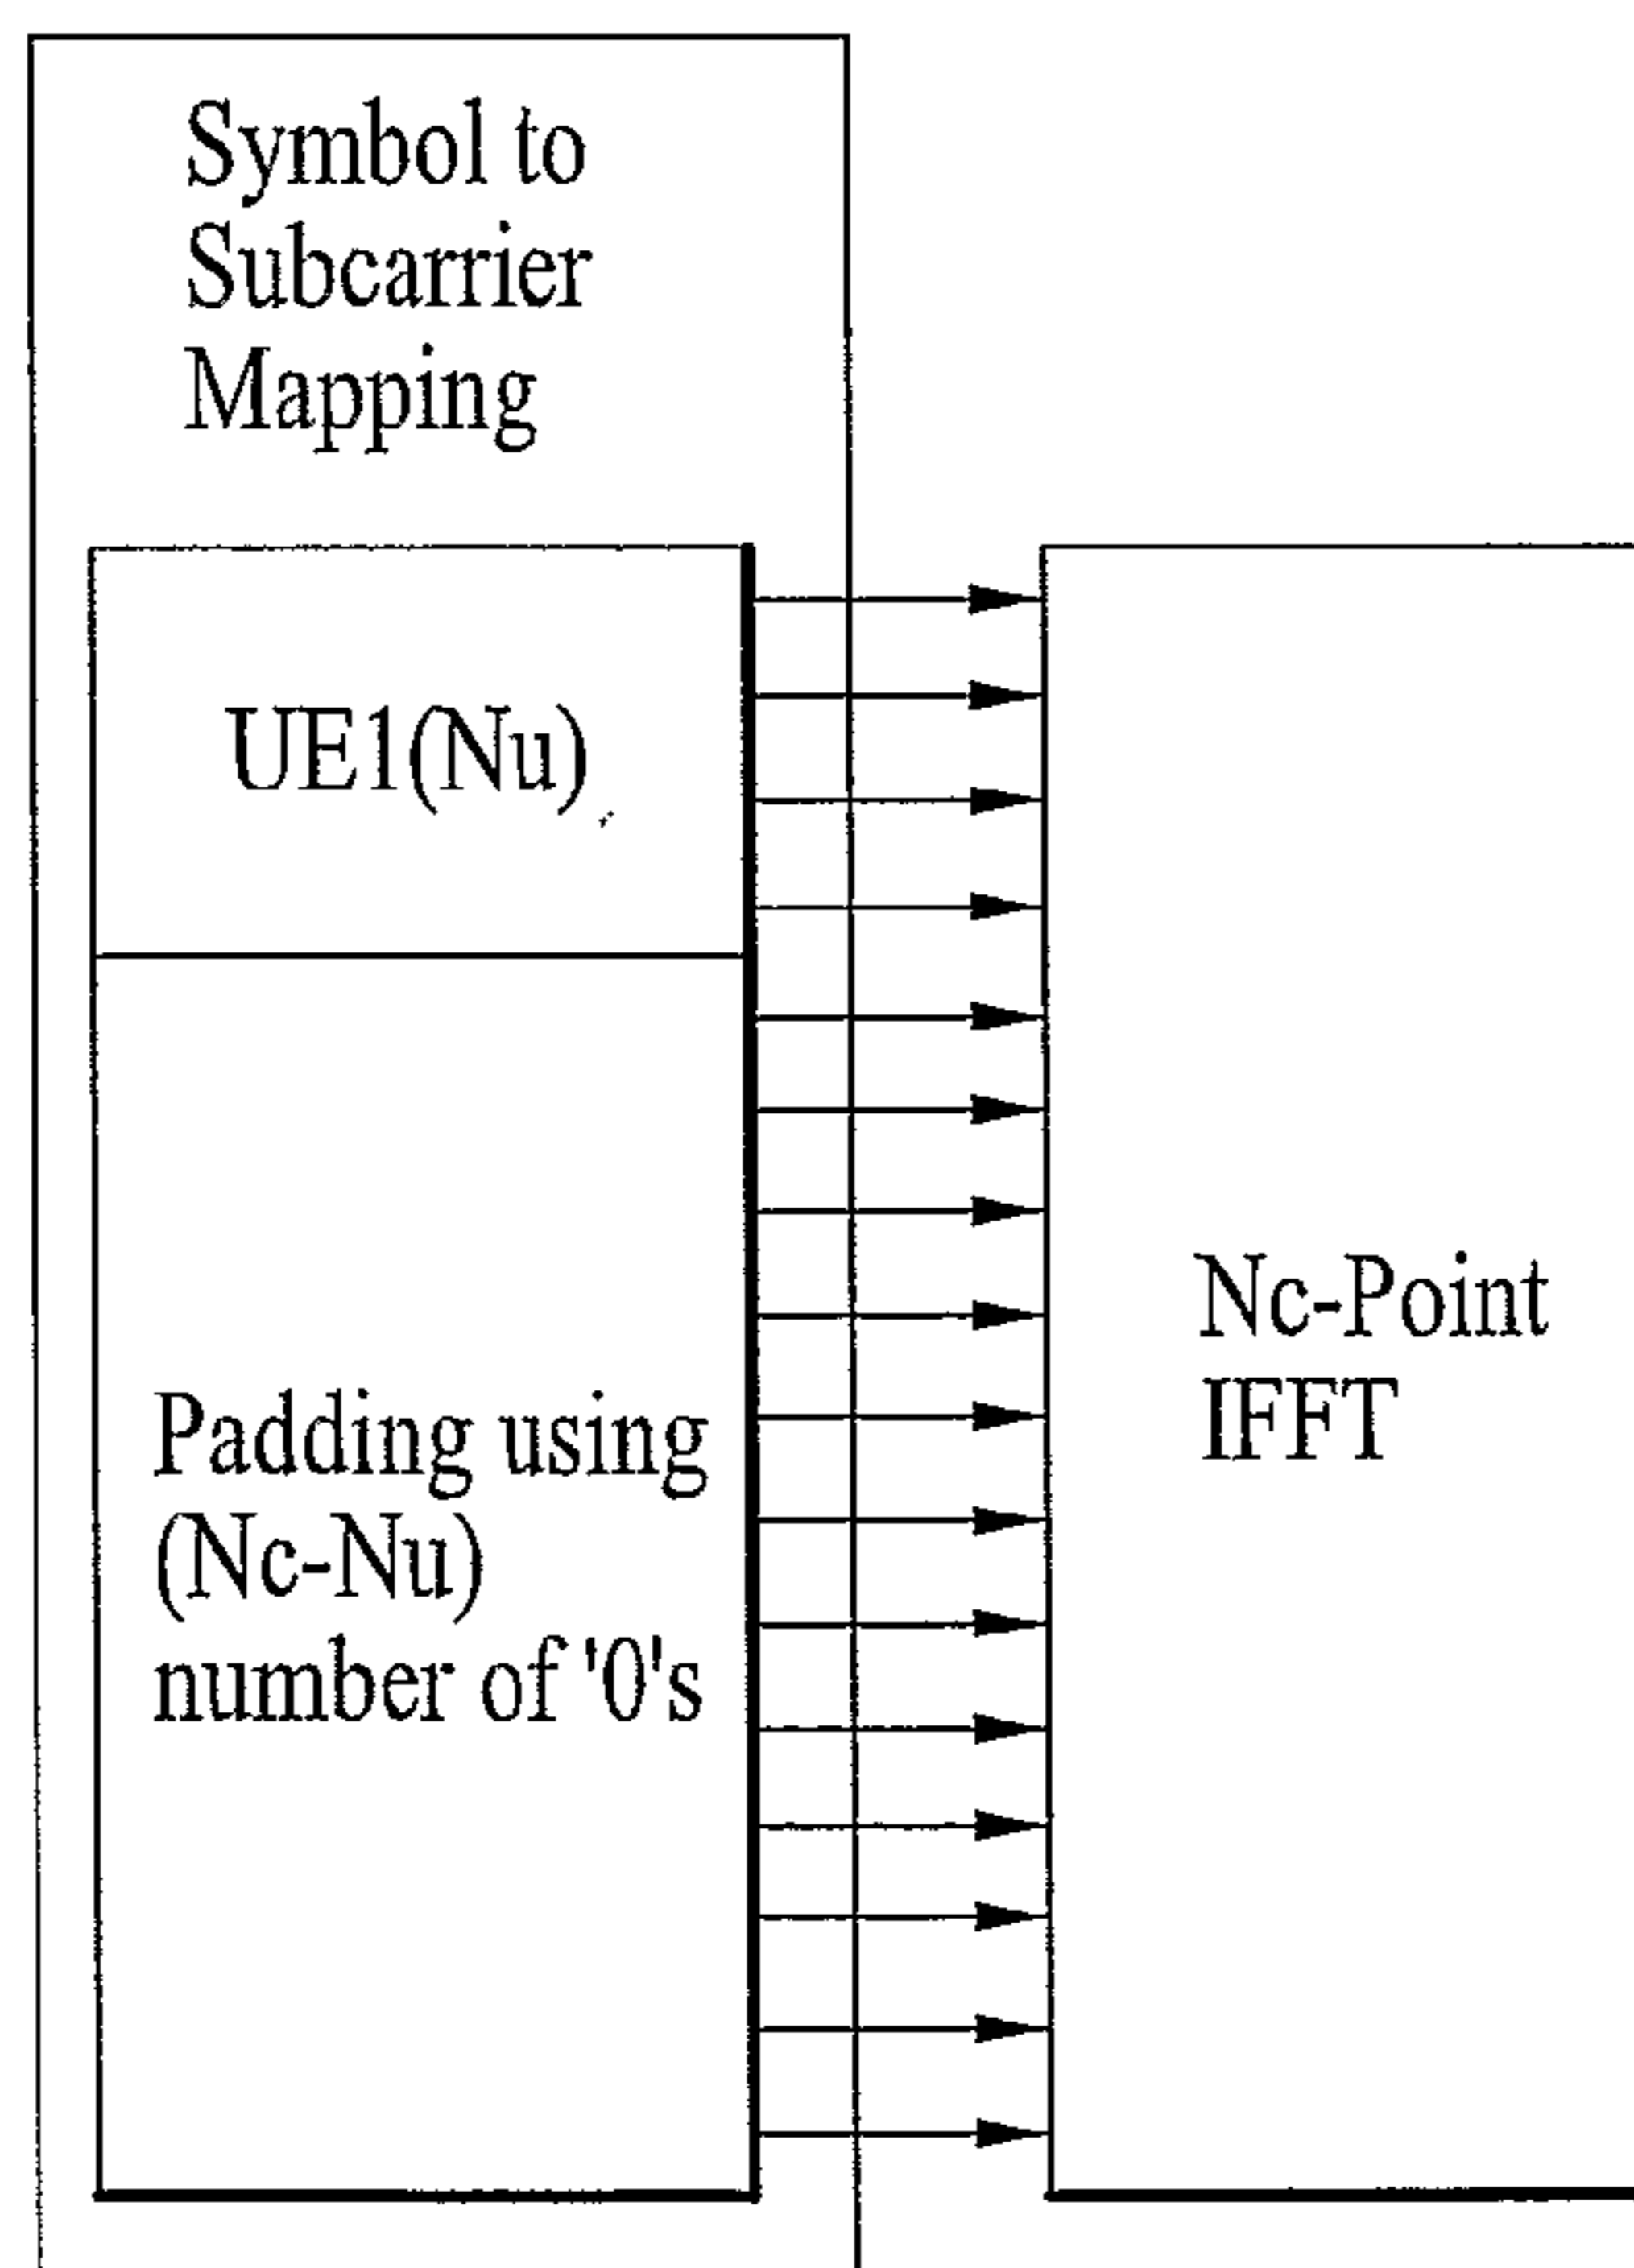 Symbol to
Subcarrier
Mapping
UE1(Nu)
Padding using
(Nc-Nu)
number of '0's
Nc-Point
IFFT